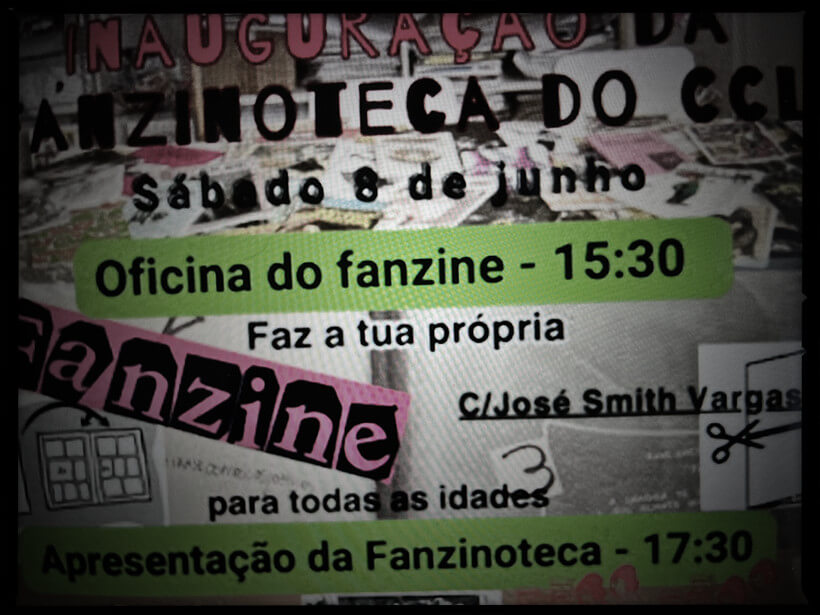 INAUGURAÇÃO DA
FANZINOTECA DO CCL
Sábado 8 de junho
Oficina do fanzine - 15:30
Faz a tua própria
Fanzine
C/José Smith Vargas
3
para todas as idades
Apresentação da Fanzinoteca - 17:30